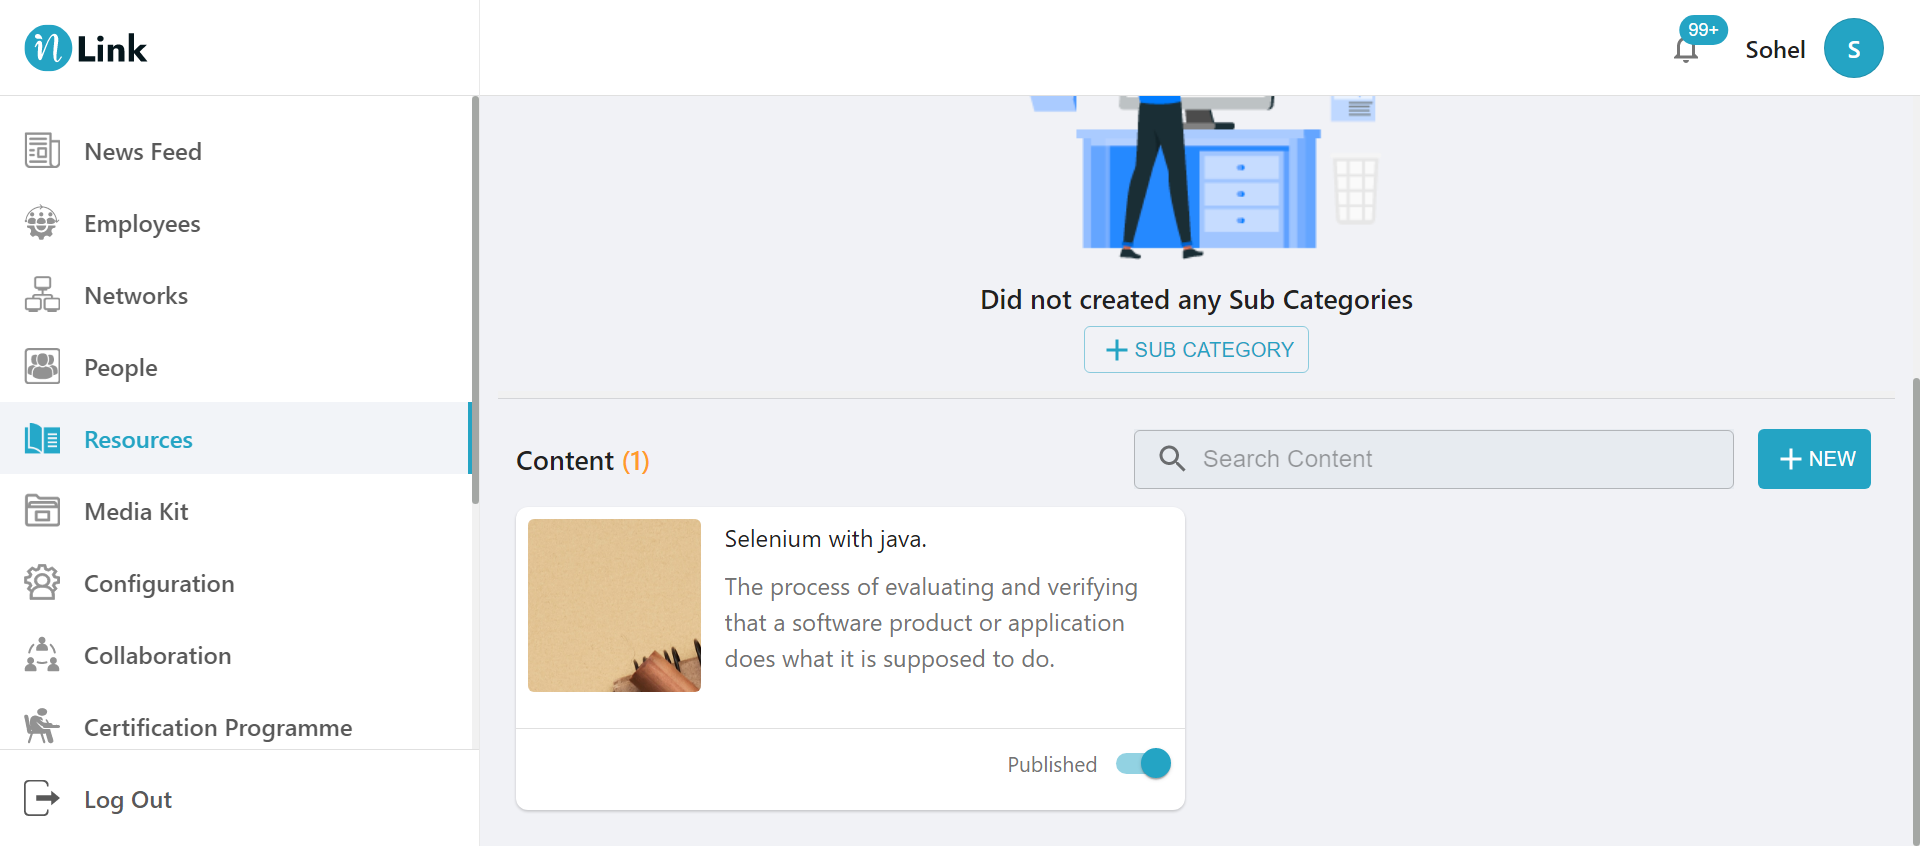 n Link
99+
Sohel
S
News Feed
Employees
Networks
People
Resources
Media Kit
Configuration
Collaboration
Certification Programme
Log Out
Did not created any Sub Categories
+ SUB CATEGORY
Content (1)
Search Content
+ NEW
Selenium with java.
The process of evaluating and verifying
that a software product or application
does what it is supposed to do.
Published